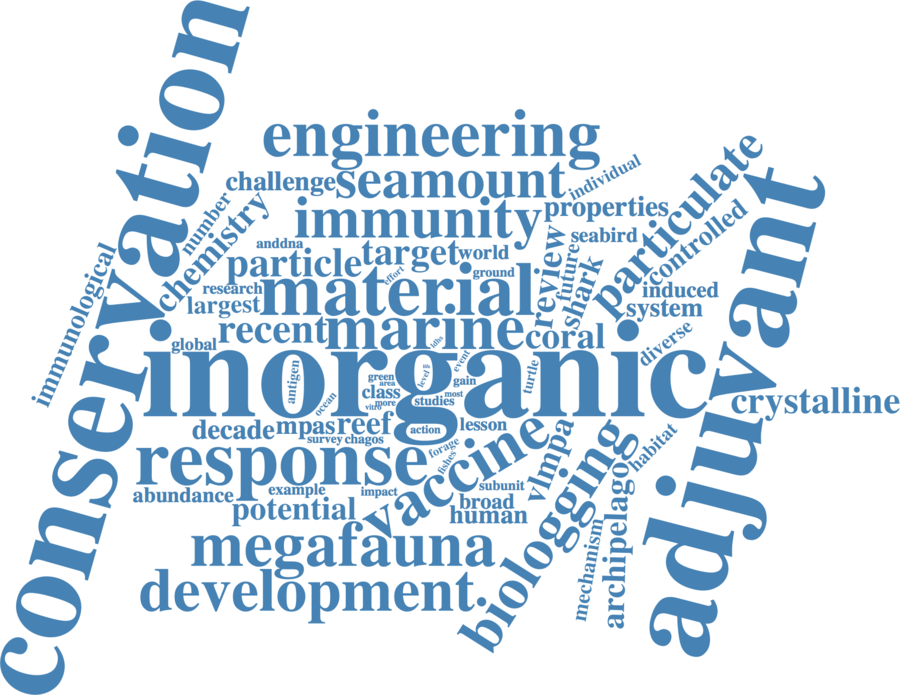 conservation
engineering
challenge
seamount
individual
particulate
number
chemistry
immunity
properties
controlled
adjuvant
immunological
anddna
target
world
review
future
seabird
shark
particle
effort
ground
research
material
induced
largest
system
recent
marine
coral
diverse
global
inorganic
ldhs
event
turtle
antigen
green
area
level
gain
class
most
ocean
more
studies
vitro
crystalline
decade
mpas
reef
action
lesson
survey
chagos
forage
fishes
response
vaccine
vlmpa
habitat
abundance
example
impact
subunit
broad
biologging
archipelago
potential
human
mechanism
megafauna
development.